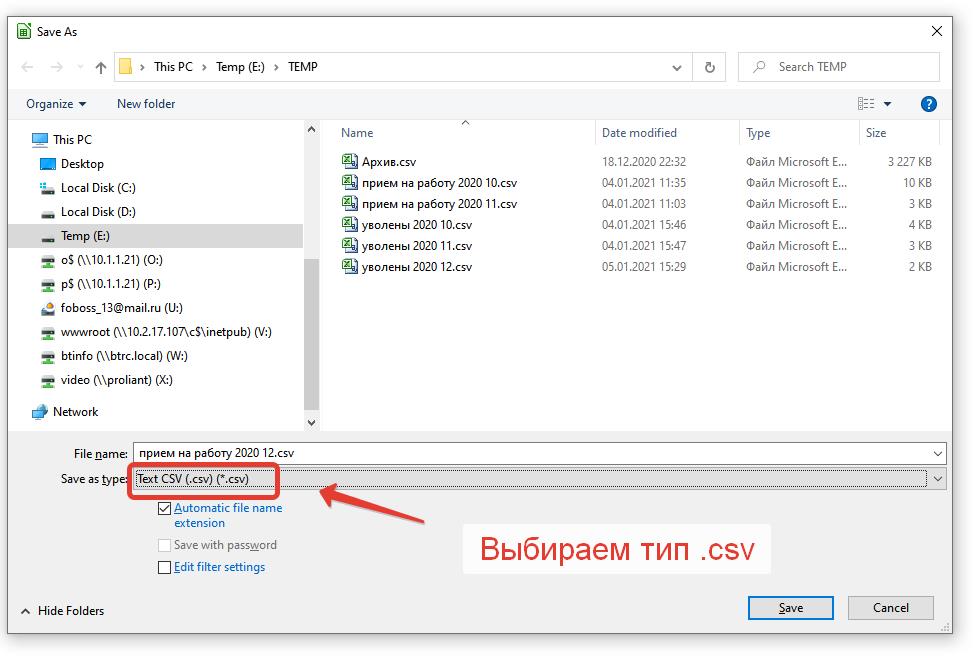 Save As
This PC > Temp (E:) > TEMP
Search TEMP
Organize
New folder
This PC
Desktop
Local Disk (C:)
Local Disk (D:)
Temp (E:)
o$ (\\10.1.1.21) (O:)
p$ (\\10.1.1.21) (P:)
foboss_13@mail.ru (U:)
wwwroot (\\10.2.17.107\c$\inetpub) (V:)
btinfo (\\btrc.local) (W:)
video (\\proliant) (X:)
Network
Name Date modified Type Size
Архив.csv 18.12.2020 22:32 Файл Microsoft E... 3 227 KB
прием на работу 2020 10.csv 04.01.2021 11:35 Файл Microsoft E... 10 KB
прием на работу 2020 11.csv 04.01.2021 11:03 Файл Microsoft E... 3 KB
уволены 2020 10.csv 04.01.2021 15:46 Файл Microsoft E... 4 KB
уволены 2020 11.csv 04.01.2021 15:47 Файл Microsoft E... 3 KB
уволены 2020 12.csv 05.01.2021 15:29 Файл Microsoft E... 2 KB
File name: прием на работу 2020 12.csv
Save as type: Text CSV (.csv) (*.csv)
Automatic file name
extension
Save with password
Edit filter settings
Выбираем тип .csv
Hide Folders
Save
Cancel